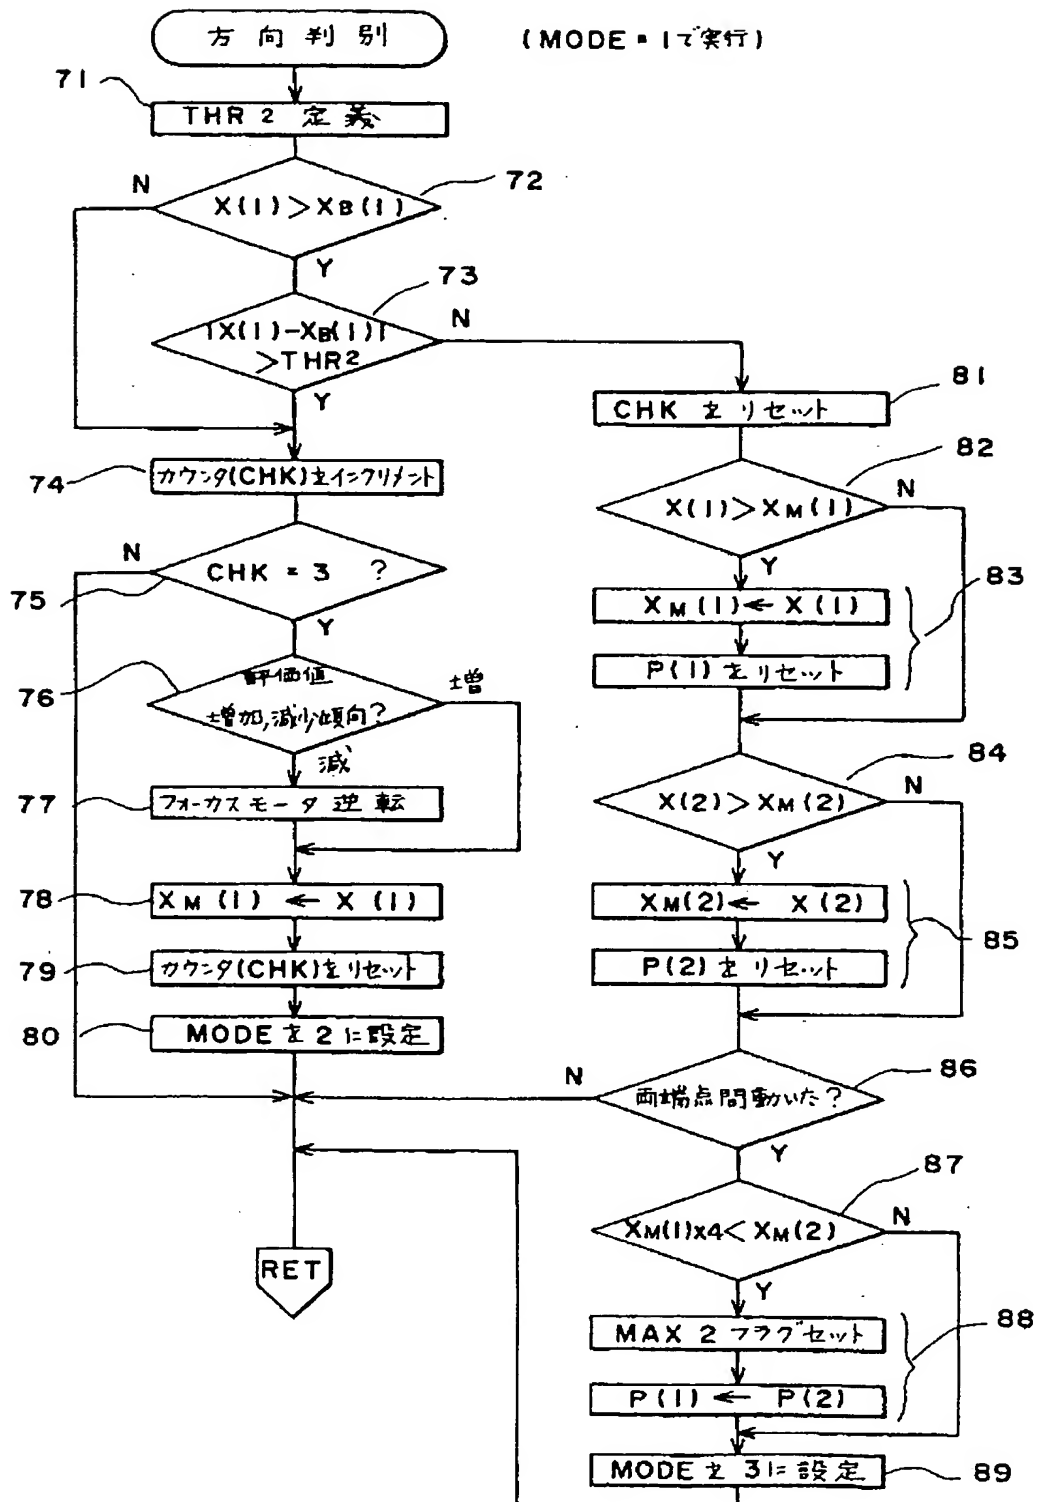 方向判別
(MODE=1で実行)
71
THR2 定義
72
N
X(1)>XB(1)
Y
73
|X(1)-XB(1)|
>THR2
N
Y
74
カウンタ(CHK)をインクリメント
75
N
CHK = 3 ?
Y
76
評価値
増加,減少傾向?
増
減
77
フォーカスモータ逆転
78
XM(1) ← X(1)
79
カウンタ(CHK)をリセット
80
MODEを2に設定
RET
81
CHKをリセット
82
X(1)>XM(1)
N
Y
83
XM(1)← X(1)
P(1)をリセット
84
X(2)>XM(2)
N
Y
85
XM(2)← X(2)
P(2)をリセット
86
N
両端点間動いた?
Y
87
XM(1)x4<XM(2)
N
Y
88
MAX2フラグセット
P(1) ← P(2)
89
MODEを3に設定